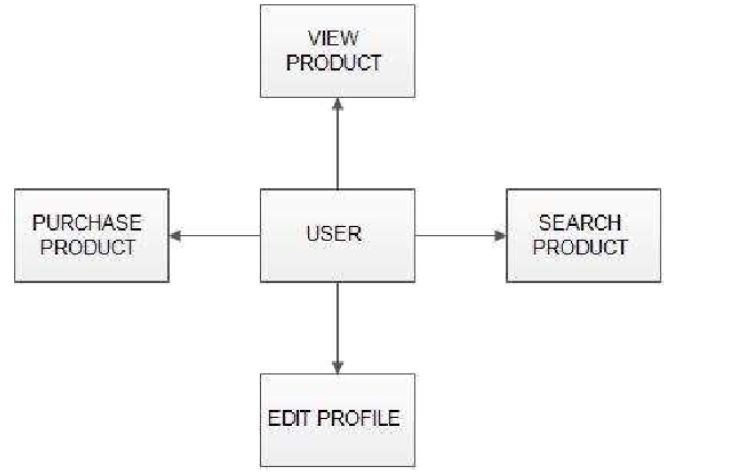 VIEW
PRODUCT
PURCHASE
PRODUCT
USER
SEARCH
PRODUCT
EDIT PROFILE